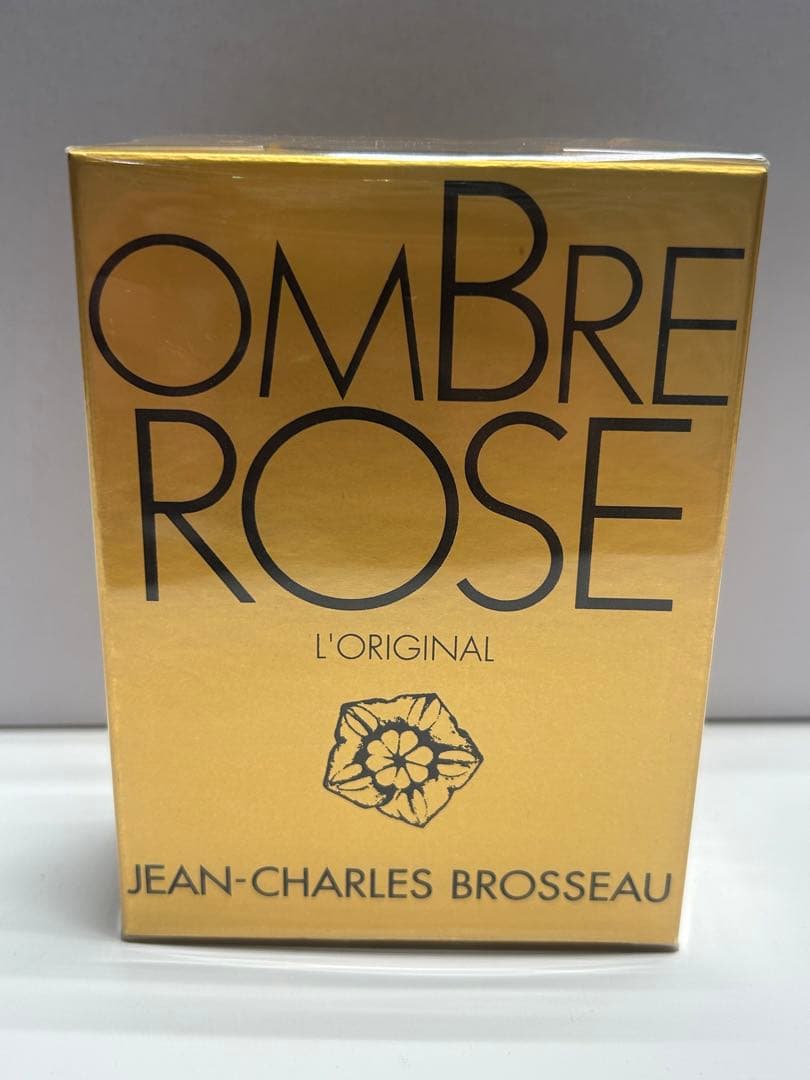 OMBRE
ROSE
L'ORIGINAL
JEAN-CHARLES BROSSEAU